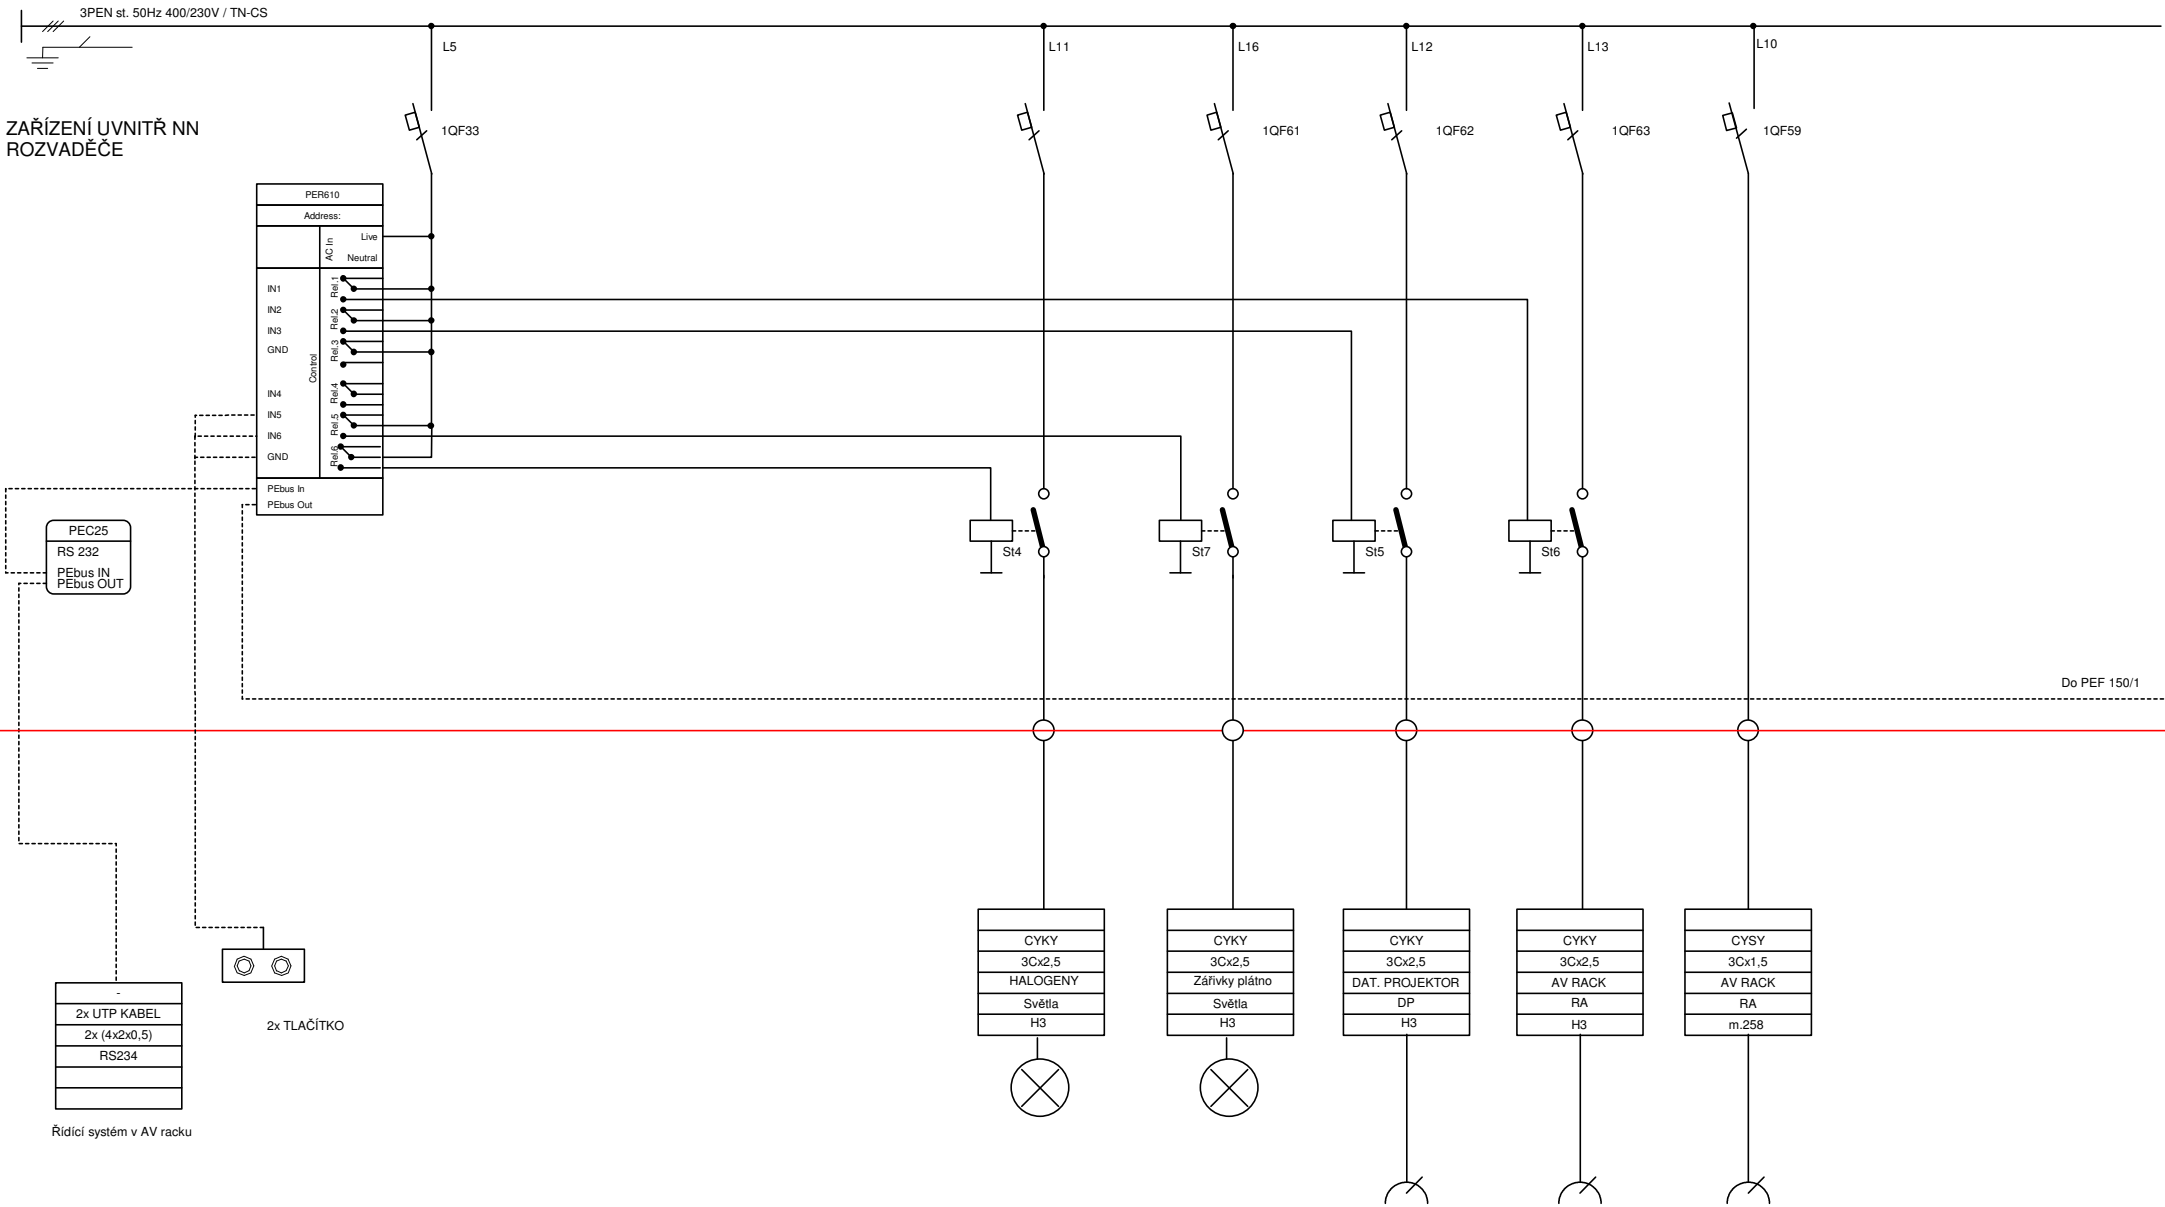 3PEN st. 50Hz 400/230V / TN-CS
L5
L11
L16
L12
L13
L10
ZAŘÍZENÍ UVNITŘ NN
ROZVADĚČE
1QF33
1QF61
1QF62
1QF63
1QF59
PER610
Address:
AC In
Live
Neutral
IN1
IN2
IN3
GND
IN4
IN5
IN6
GND
Control
Rel.1
Rel.2
Rel.3
Rel.4
Rel.5
Rel.6
PEbus In
PEbus Out
PEC25
RS 232
PEbus IN
PEbus OUT
St4
St7
St5
St6
Do PEF 150/1
-
2x UTP KABEL
2x (4x2x0,5)
RS234
Řídící systém v AV racku
2x TLAČÍTKO
CYKY
3Cx2,5
HALOGENY
Světla
H3
CYKY
3Cx2,5
Zářivky plátno
Světla
H3
CYKY
3Cx2,5
DAT. PROJEKTOR
DP
H3
CYKY
3Cx2,5
AV RACK
RA
H3
CYSY
3Cx1,5
AV RACK
RA
m.258